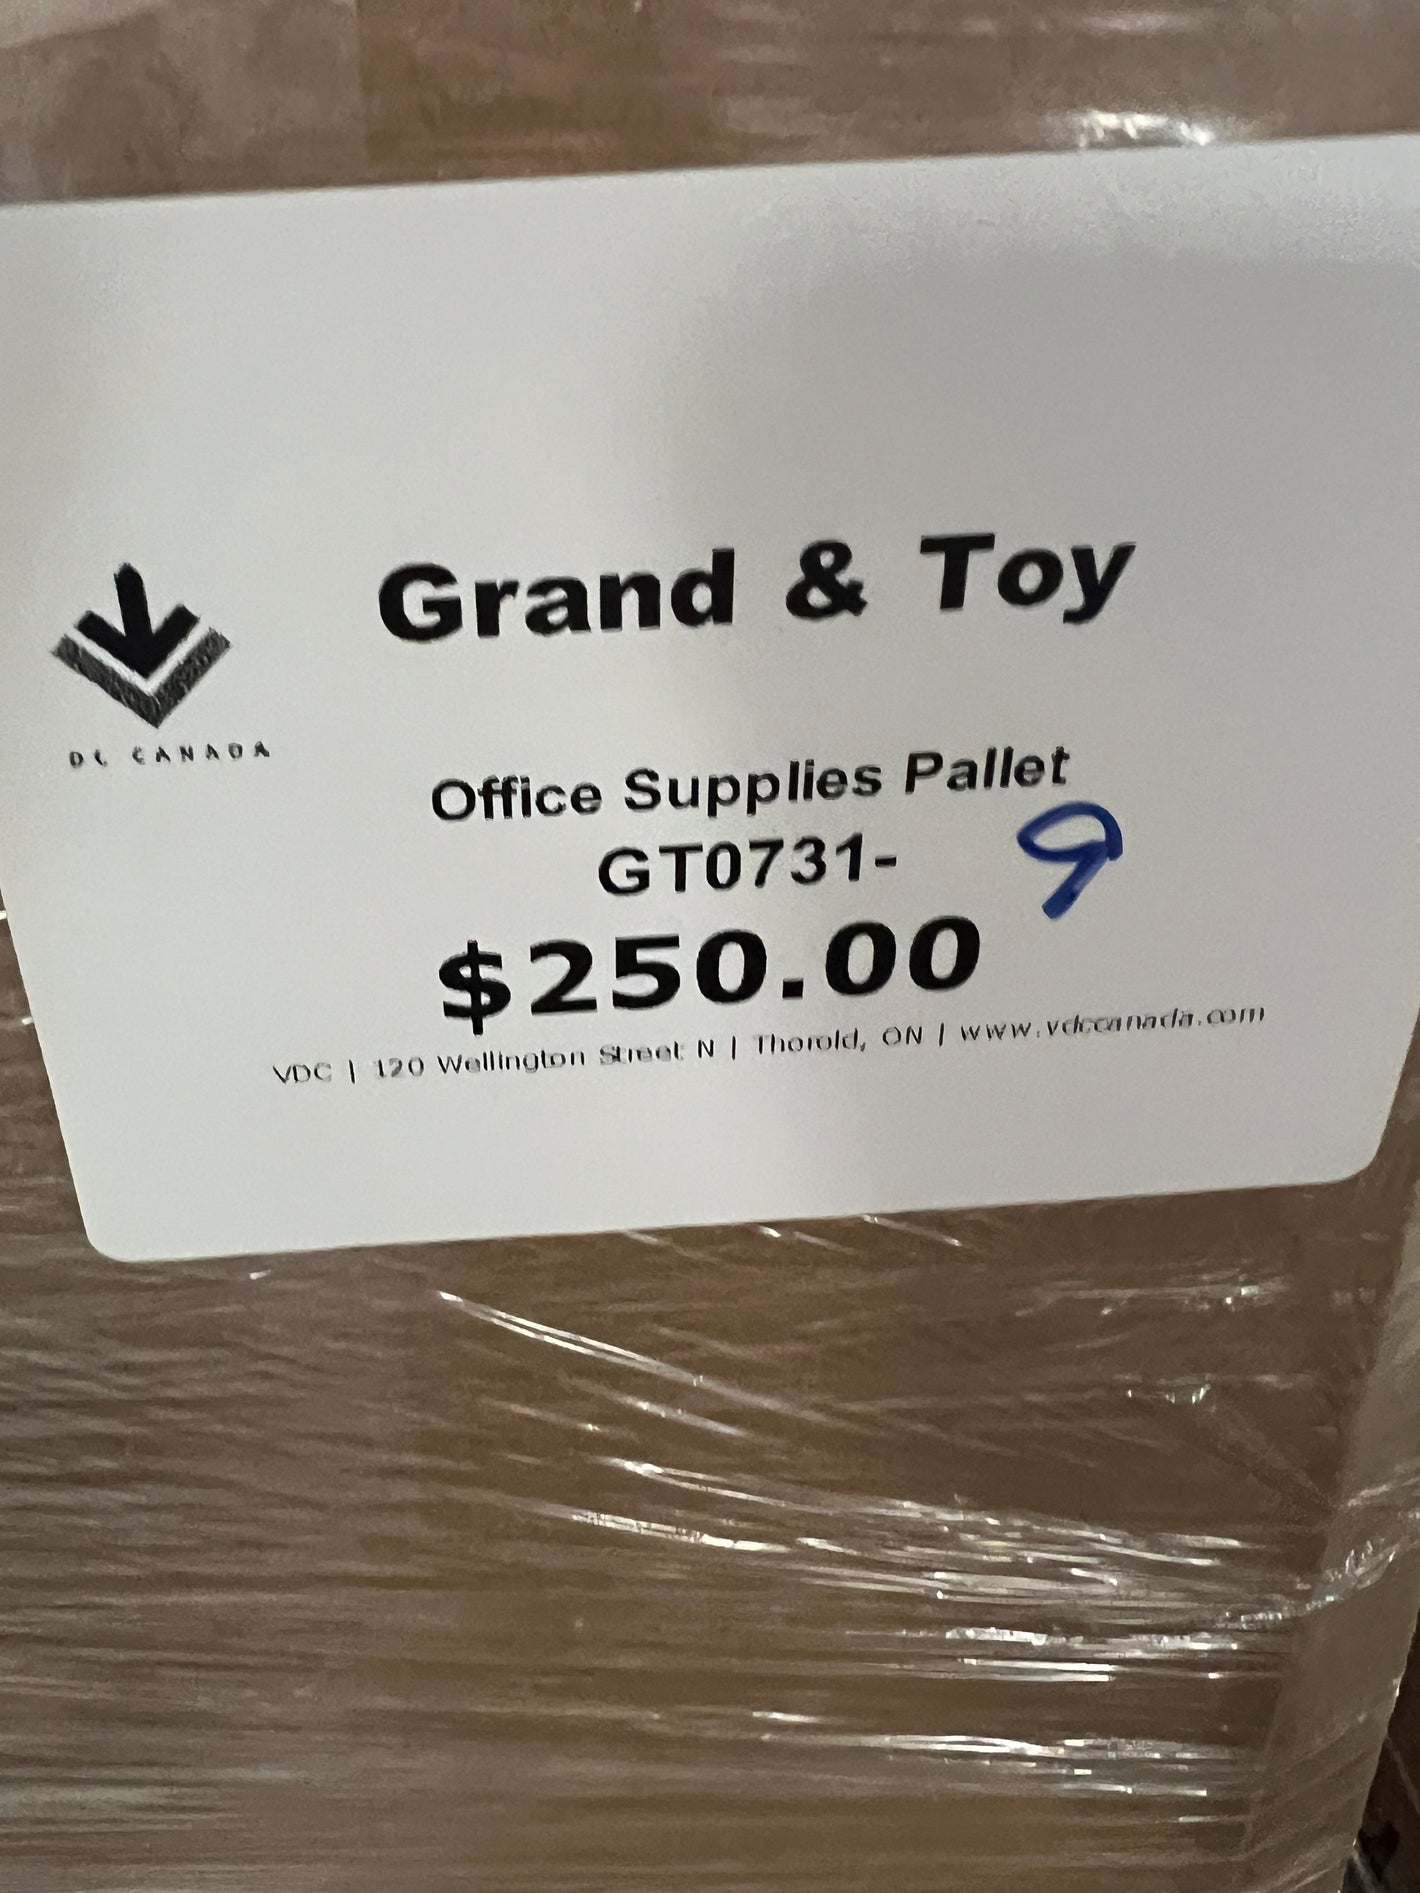 Grand & Toy
DC CANADA
Office Supplies Pallet
GT0731- 9
$250.00
VDC | 120 Wellington Street N | Thorold, ON | www.vdccanada.com